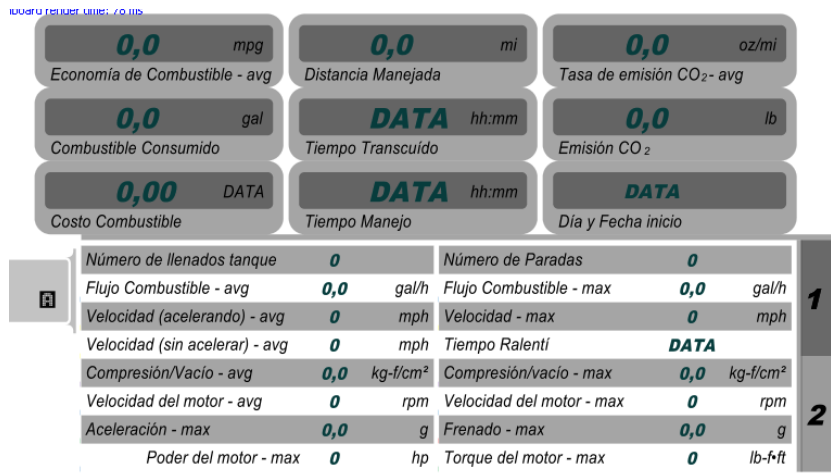 board render time: 78 ms
0,0 mpg
Economía de Combustible - avg
0,0 mi
Distancia Manejada
0,0 oz/mi
Tasa de emisión CO₂- avg
0,0 gal
Combustible Consumido
DATA hh:mm
Tiempo Transcuído
0,0 lb
Emisión CO₂
0,00 DATA
Costo Combustible
DATA hh:mm
Tiempo Manejo
DATA
Día y Fecha inicio
Número de llenados tanque 0
Número de Paradas 0
Flujo Combustible - avg 0,0 gal/h
Flujo Combustible - max 0,0 gal/h
Velocidad (acelerando) - avg 0 mph
Velocidad - max 0 mph
Velocidad (sin acelerar) - avg 0 mph
Tiempo Ralentí DATA
Compresión/Vacío - avg 0,0 kg-f/cm²
Compresión/vacío - max 0,0 kg-f/cm²
Velocidad del motor - avg 0 rpm
Velocidad del motor - max 0 rpm
Aceleración - max 0,0 g
Frenado - max 0,0 g
Poder del motor - max 0 hp
Torque del motor - max 0 lb-f•ft
A
1
2